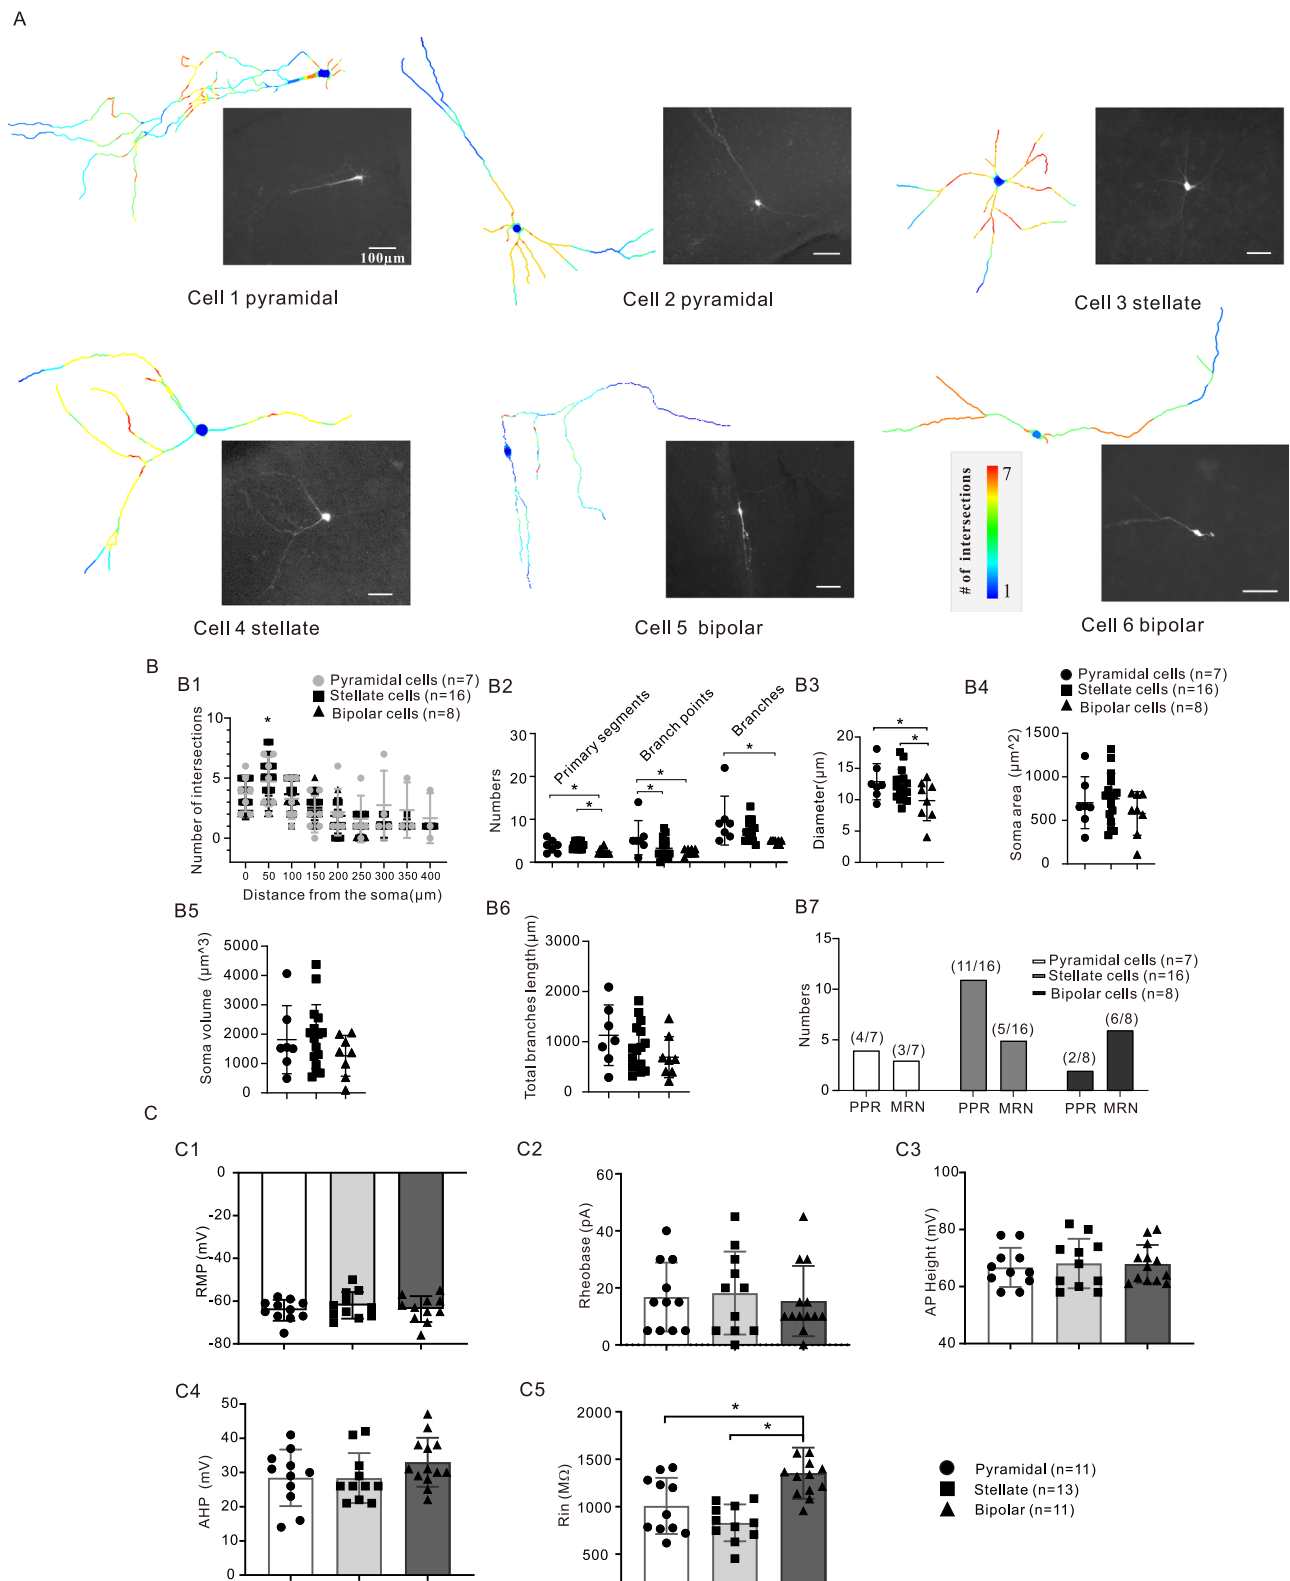 A
100μm
Cell 1 pyramidal
Cell 2 pyramidal
Cell 3 stellate
Cell 4 stellate
Cell 5 bipolar
# of intersections
7
1
Cell 6 bipolar
B
B1
Pyramidal cells (n=7)
Stellate cells (n=16)
Bipolar cells (n=8)
Number of intersections
10
5
0
*
0 50 100 150 200 250 300 350 400
Distance from the soma(μm)
B2
Primary segments
Branch points
Branches
Numbers
30
20
10
0
* * * * *
B3
Diameter(μm)
20
15
10
5
0
* *
B4
Pyramidal cells (n=7)
Stellate cells (n=16)
Bipolar cells (n=8)
Soma area (μm^2)
1500
1000
500
0
B5
Soma volume (μm^3)
5000
4000
3000
2000
1000
0
B6
Total branches length(μm)
3000
2000
1000
0
B7
Numbers
15
10
5
0
(4/7)
(3/7)
(11/16)
(5/16)
(2/8)
(6/8)
Pyramidal cells (n=7)
Stellate cells (n=16)
Bipolar cells (n=8)
PPR MRN PPR MRN PPR MRN
C
C1
RMP (mV)
0
-20
-40
-60
-80
C2
Rheobase (pA)
60
40
20
0
C3
AP Height (mV)
100
80
60
40
C4
AHP (mV)
50
40
30
20
10
0
C5
Rin (MΩ)
2000
1500
1000
500
* *
Pyramidal (n=11)
Stellate (n=13)
Bipolar (n=11)